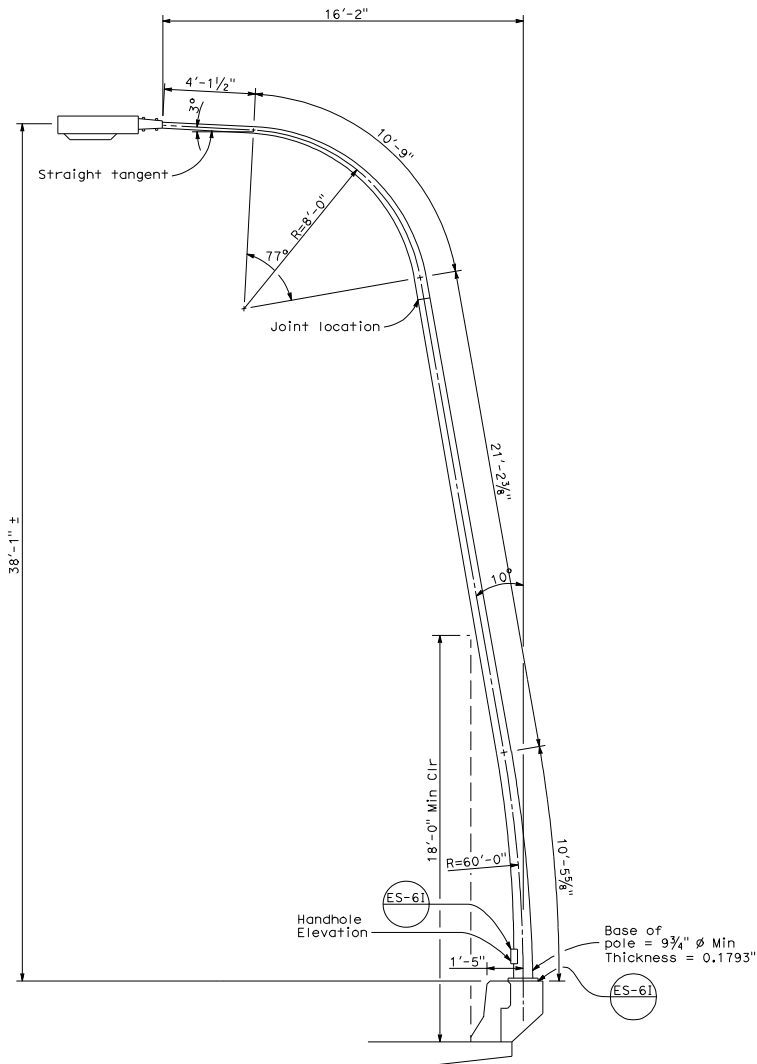 16'-2"
4'-1½"
3°
10'-9"
Straight tangent
R=8'-0"
77°
Joint location
21'-2⅜"
38'-1" ±
10°
18'-0" Min Clr
R=60'-0"
10'-5⅝"
ES-6I
Handhole
Elevation
1'-5"
Base of
pole = 9¾" Ø Min
Thickness = 0.1793"
ES-6I